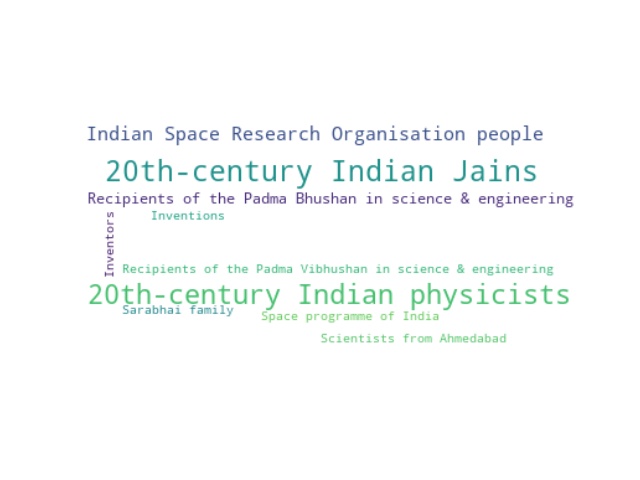 Indian Space Research Organisation people
20th-century Indian Jains
Recipients of the Padma Bhushan in science & engineering
Inventions
Inventors
Recipients of the Padma Vibhushan in science & engineering
20th-century Indian physicists
Sarabhai family
Space programme of India
Scientists from Ahmedabad